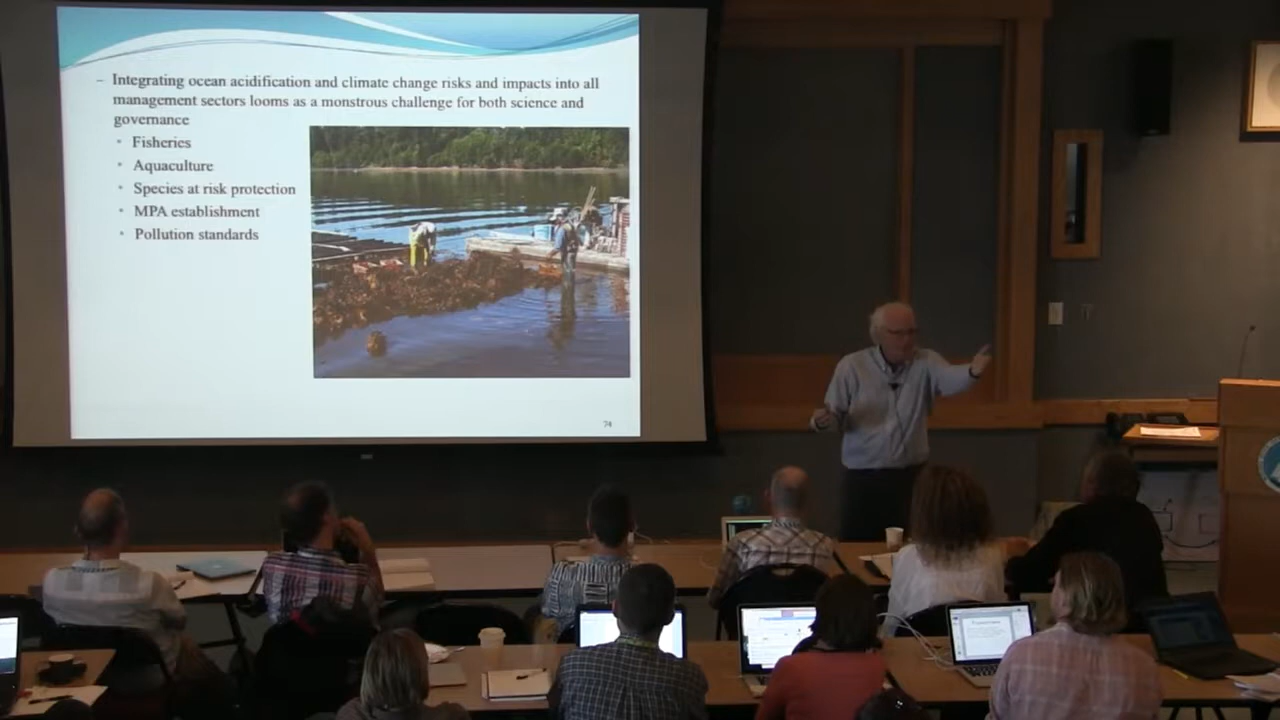 – Integrating ocean acidification and climate change risks and impacts into all
management sectors looms as a monstrous challenge for both science and
governance
• Fisheries
• Aquaculture
• Species at risk protection
• MPA establishment
• Pollution standards
74